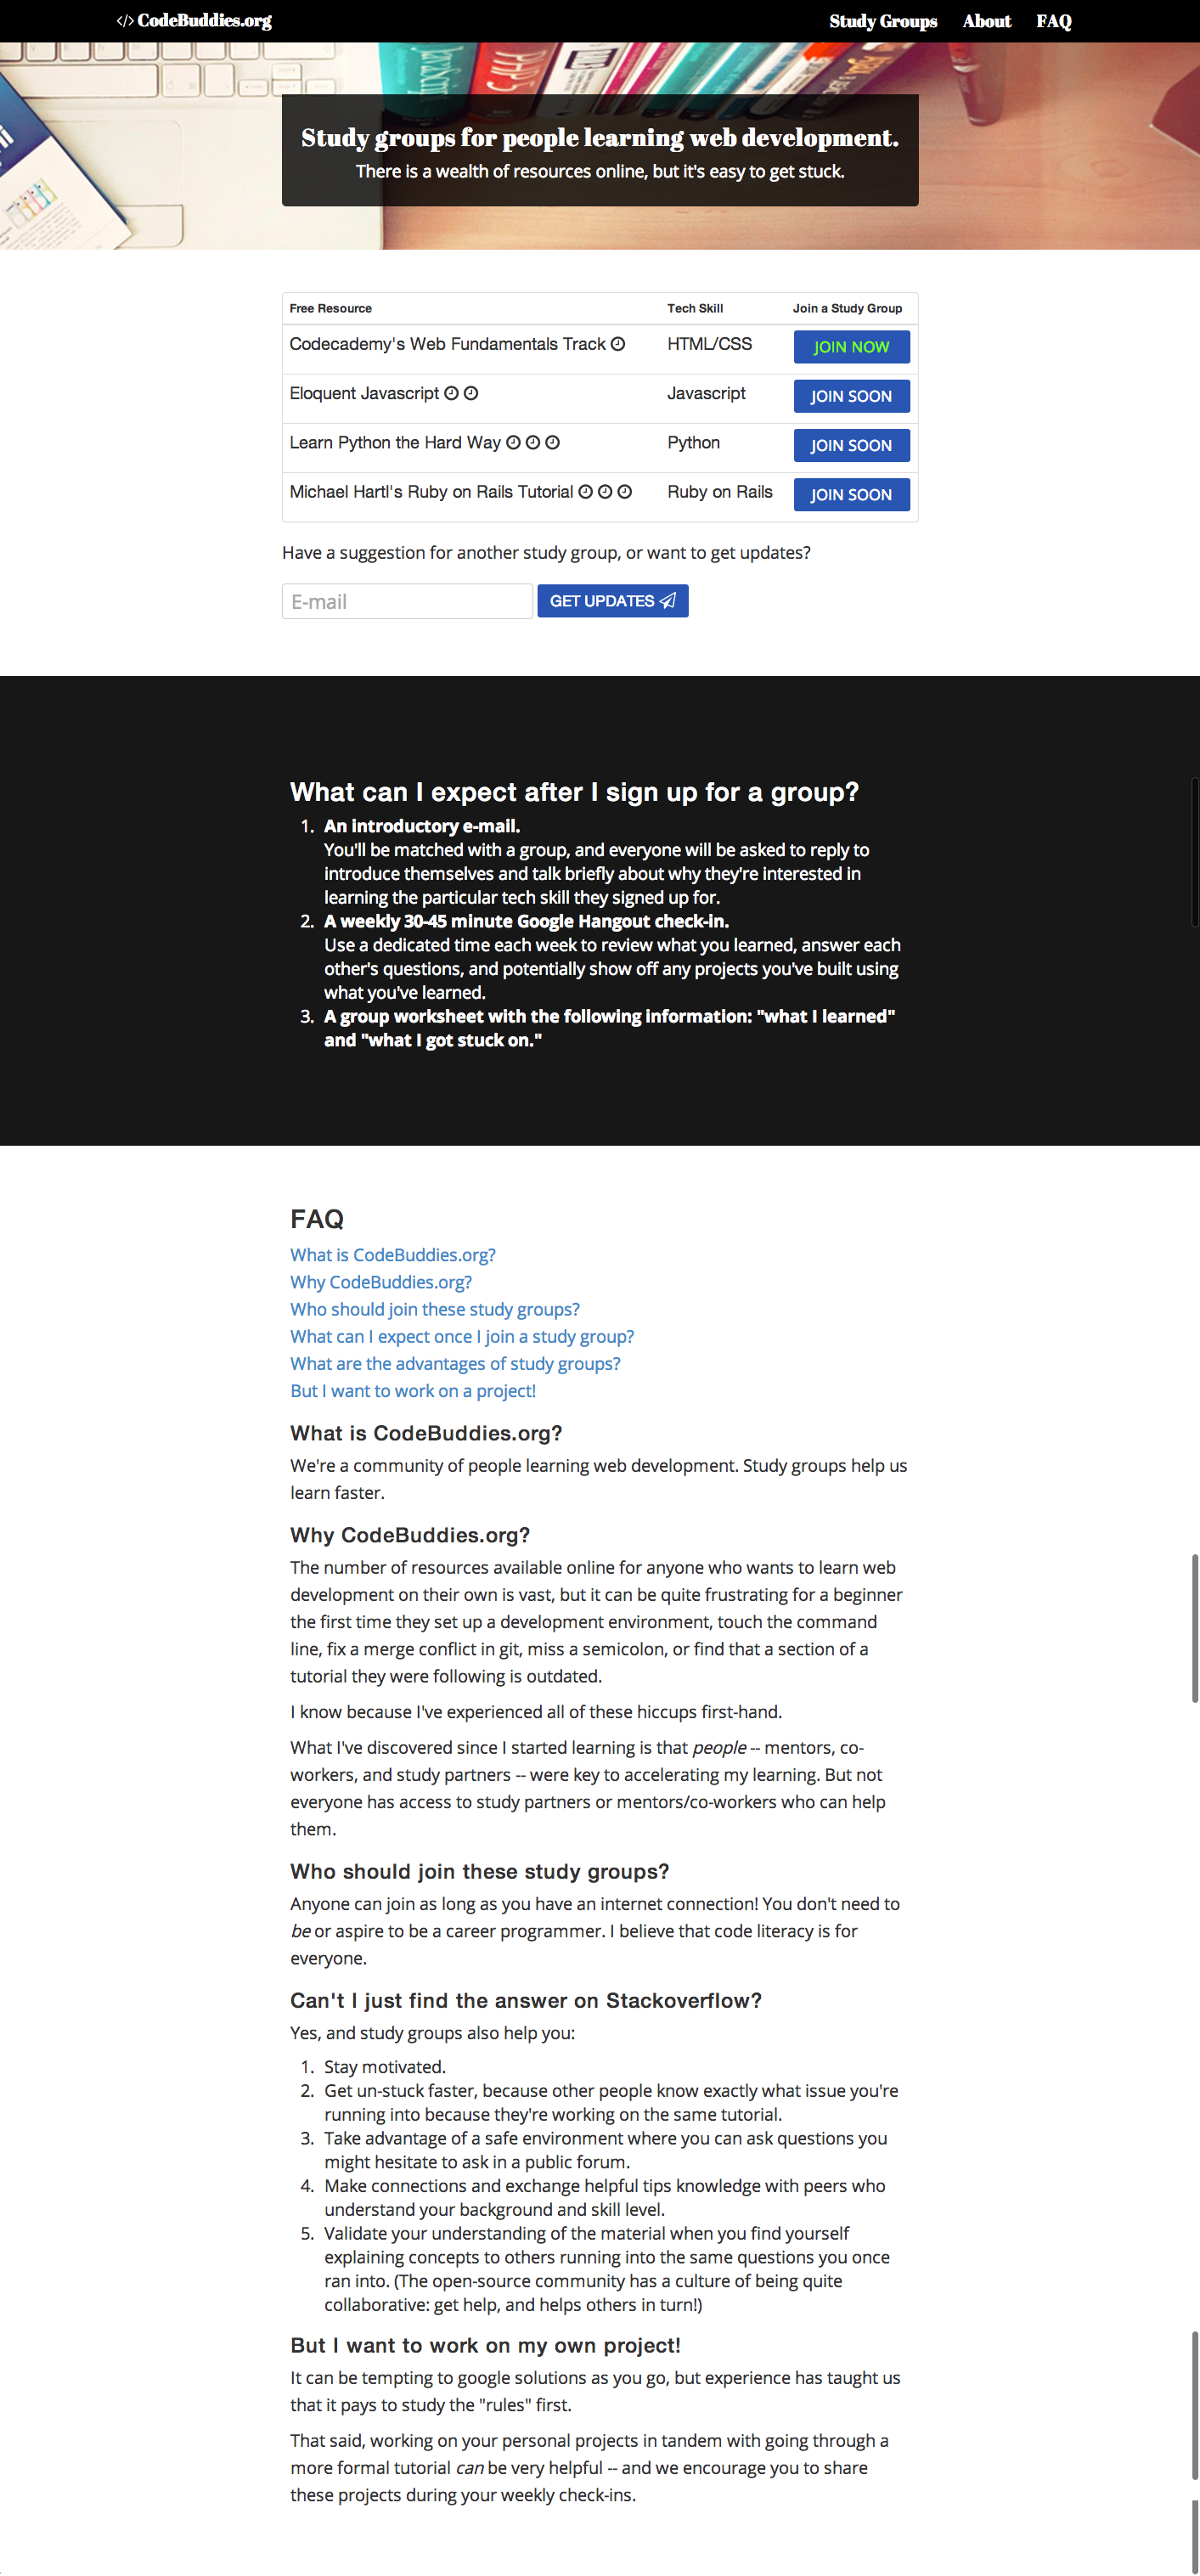 </> CodeBuddies.org Study Groups About FAQ
Study groups for people learning web development.
There is a wealth of resources online, but it's easy to get stuck.
Free Resource Tech Skill Join a Study Group
Codecademy's Web Fundamentals Track HTML/CSS JOIN NOW
Eloquent Javascript Javascript JOIN SOON
Learn Python the Hard Way Python JOIN SOON
Michael Hartl's Ruby on Rails Tutorial Ruby on Rails JOIN SOON
Have a suggestion for another study group, or want to get updates?
E-mail GET UPDATES
What can I expect after I sign up for a group?
1. An introductory e-mail.
You'll be matched with a group, and everyone will be asked to reply to
introduce themselves and talk briefly about why they're interested in
learning the particular tech skill they signed up for.
2. A weekly 30-45 minute Google Hangout check-in.
Use a dedicated time each week to review what you learned, answer each
other's questions, and potentially show off any projects you've built using
what you've learned.
3. A group worksheet with the following information: "what I learned"
and "what I got stuck on."
FAQ
What is CodeBuddies.org?
Why CodeBuddies.org?
Who should join these study groups?
What can I expect once I join a study group?
What are the advantages of study groups?
But I want to work on a project!
What is CodeBuddies.org?
We're a community of people learning web development. Study groups help us
learn faster.
Why CodeBuddies.org?
The number of resources available online for anyone who wants to learn web
development on their own is vast, but it can be quite frustrating for a beginner
the first time they set up a development environment, touch the command
line, fix a merge conflict in git, miss a semicolon, or find that a section of a
tutorial they were following is outdated.
I know because I've experienced all of these hiccups first-hand.
What I've discovered since I started learning is that people -- mentors, co-
workers, and study partners -- were key to accelerating my learning. But not
everyone has access to study partners or mentors/co-workers who can help
them.
Who should join these study groups?
Anyone can join as long as you have an internet connection! You don't need to
be or aspire to be a career programmer. I believe that code literacy is for
everyone.
Can't I just find the answer on Stackoverflow?
Yes, and study groups also help you:
1. Stay motivated.
2. Get un-stuck faster, because other people know exactly what issue you're
running into because they're working on the same tutorial.
3. Take advantage of a safe environment where you can ask questions you
might hesitate to ask in a public forum.
4. Make connections and exchange helpful tips knowledge with peers who
understand your background and skill level.
5. Validate your understanding of the material when you find yourself
explaining concepts to others running into the same questions you once
ran into. (The open-source community has a culture of being quite
collaborative: get help, and helps others in turn!)
But I want to work on my own project!
It can be tempting to google solutions as you go, but experience has taught us
that it pays to study the "rules" first.
That said, working on your personal projects in tandem with going through a
more formal tutorial can be very helpful -- and we encourage you to share
these projects during your weekly check-ins.